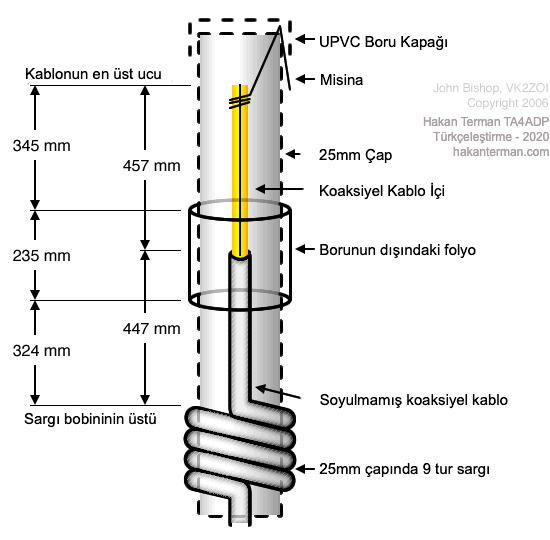 UPVC Boru Kapağı
Kablonun en üst ucu
Misina
John Bishop, VK2ZOI
Copyright 2006
Hakan Terman TA4ADP
Türkçeleştirme - 2020
hakanterman.com
345 mm
457 mm
25mm Çap
Koaksiyel Kablo İçi
235 mm
Borunun dışındaki folyo
447 mm
324 mm
Soyulmamış koaksiyel kablo
Sargı bobininin üstü
25mm çapında 9 tur sargı